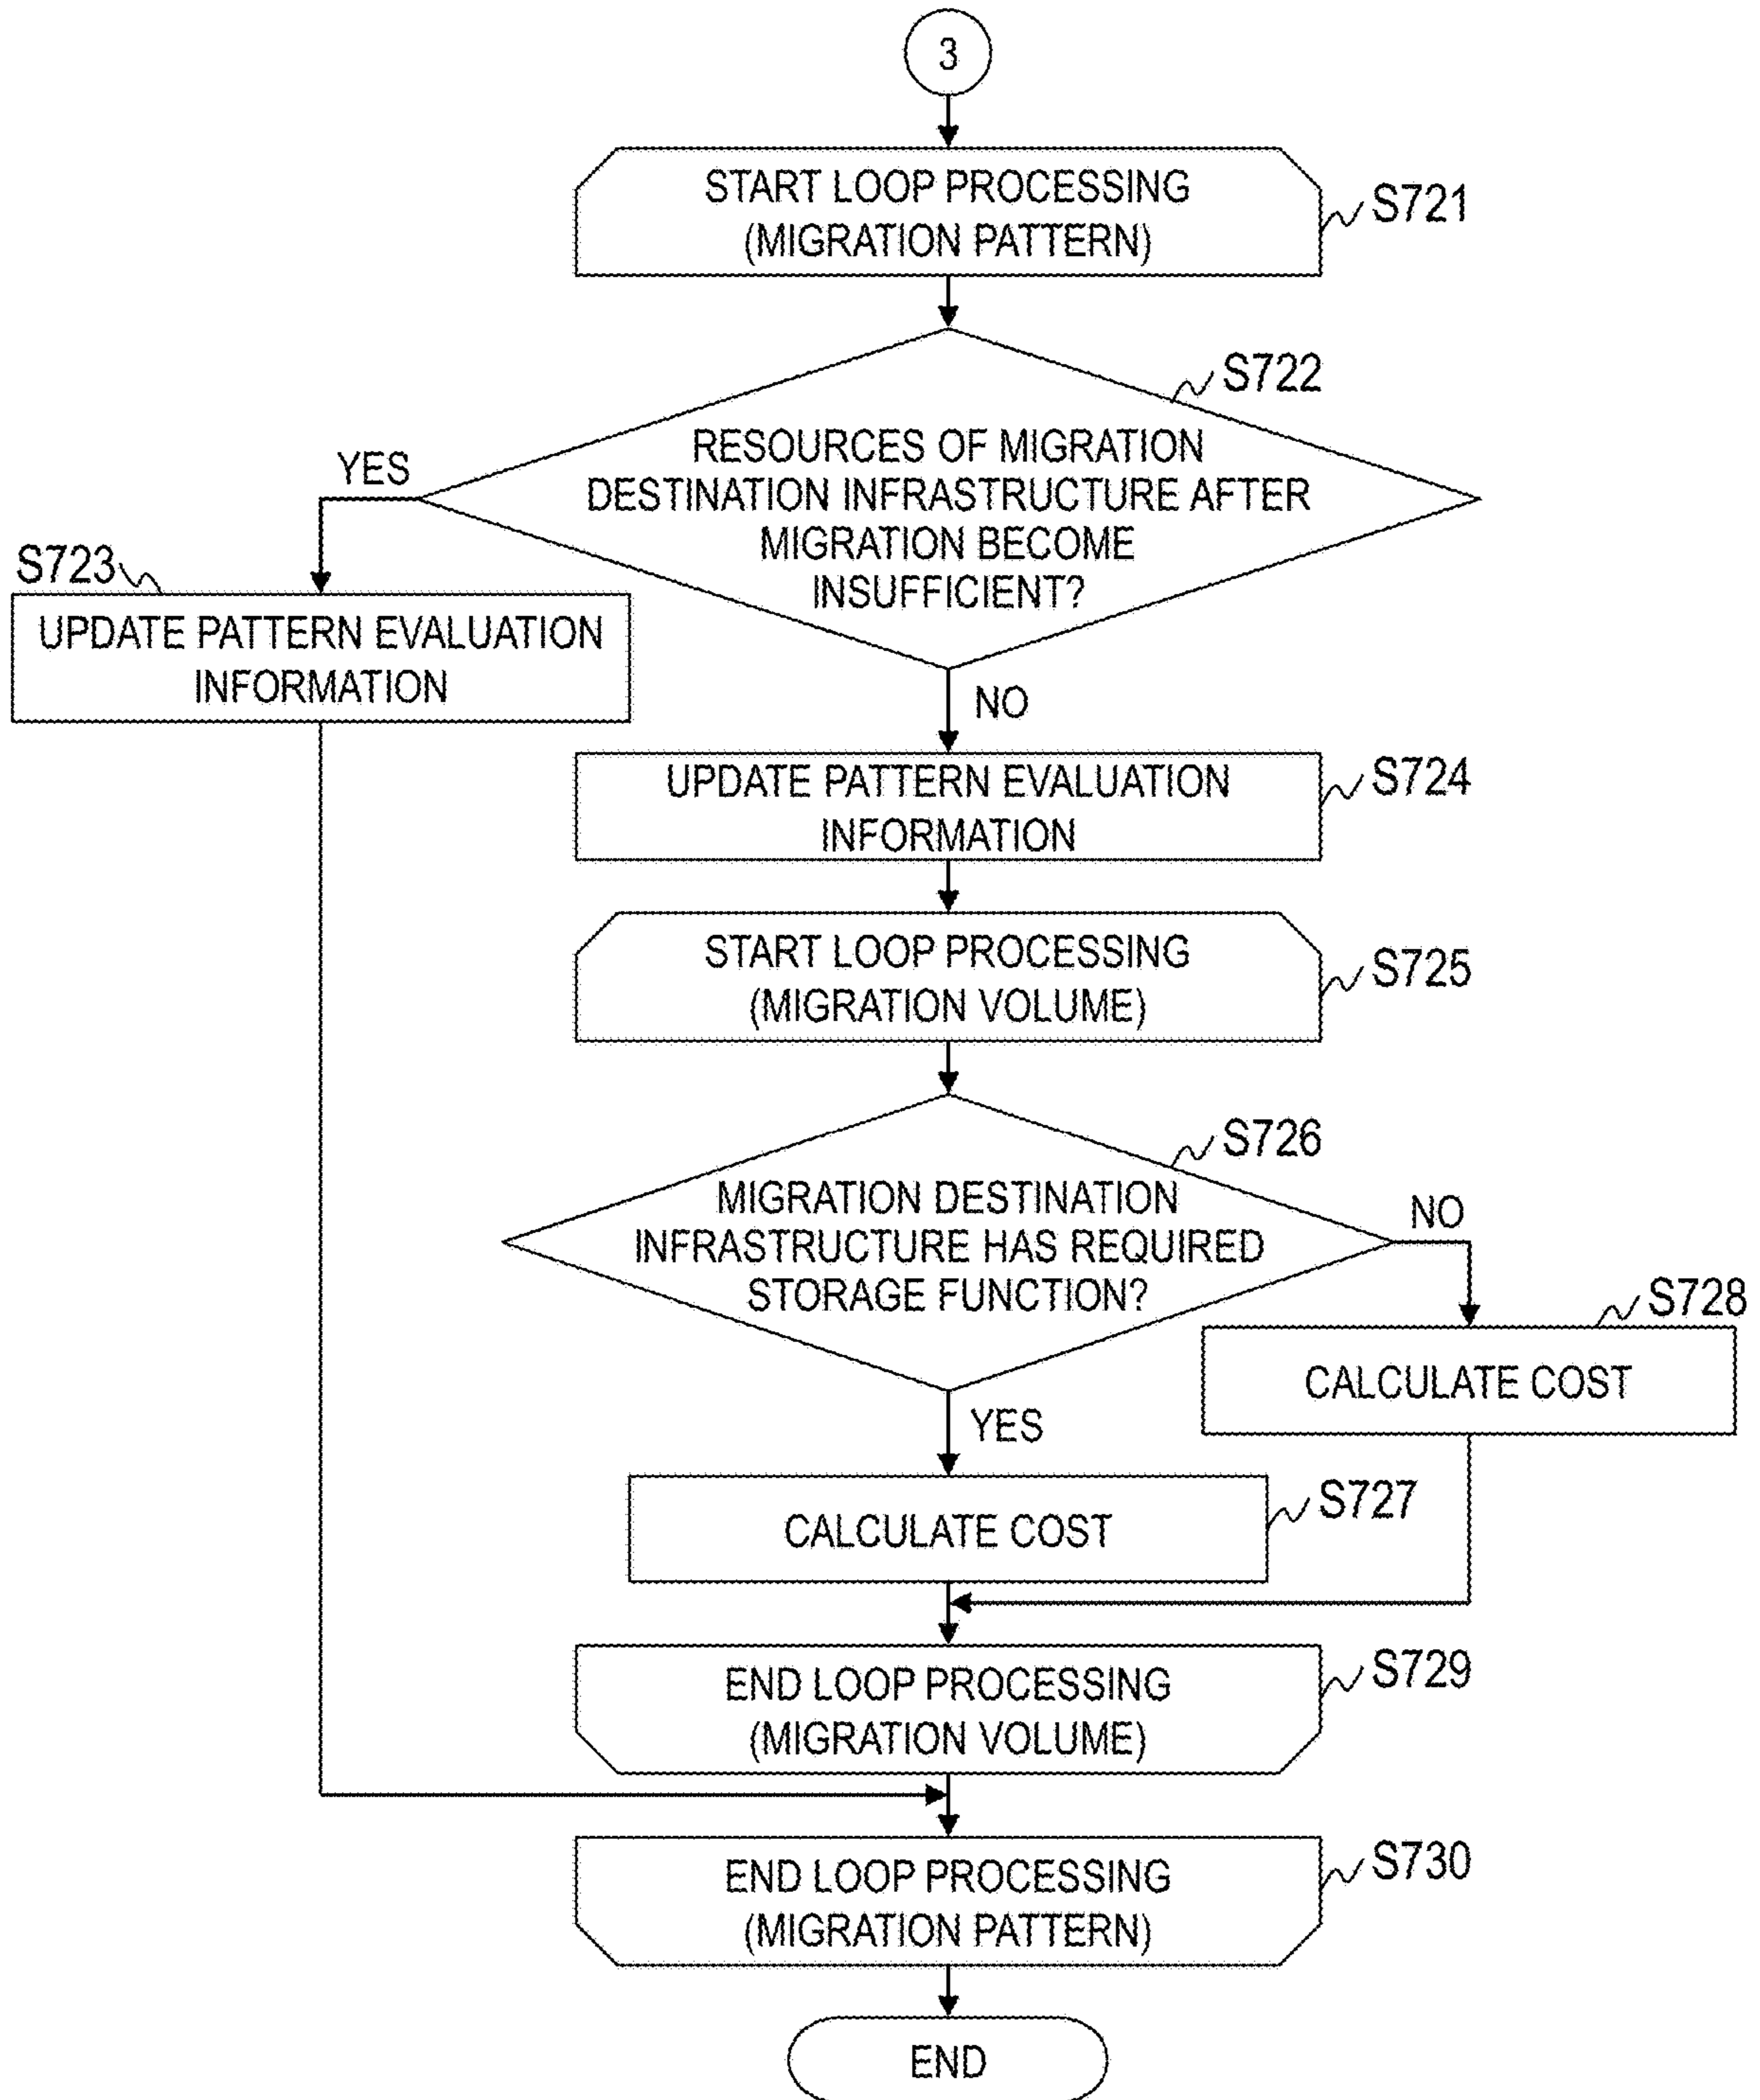 3
START LOOP PROCESSING
(MIGRATION PATTERN)
S721
S722
RESOURCES OF MIGRATION
DESTINATION INFRASTRUCTURE AFTER
MIGRATION BECOME
INSUFFICIENT?
YES
S723
UPDATE PATTERN EVALUATION
INFORMATION
NO
UPDATE PATTERN EVALUATION
INFORMATION
S724
START LOOP PROCESSING
(MIGRATION VOLUME)
S725
S726
MIGRATION DESTINATION
INFRASTRUCTURE HAS REQUIRED
STORAGE FUNCTION?
NO
S728
CALCULATE COST
YES
S727
CALCULATE COST
END LOOP PROCESSING
(MIGRATION VOLUME)
S729
END LOOP PROCESSING
(MIGRATION PATTERN)
S730
END